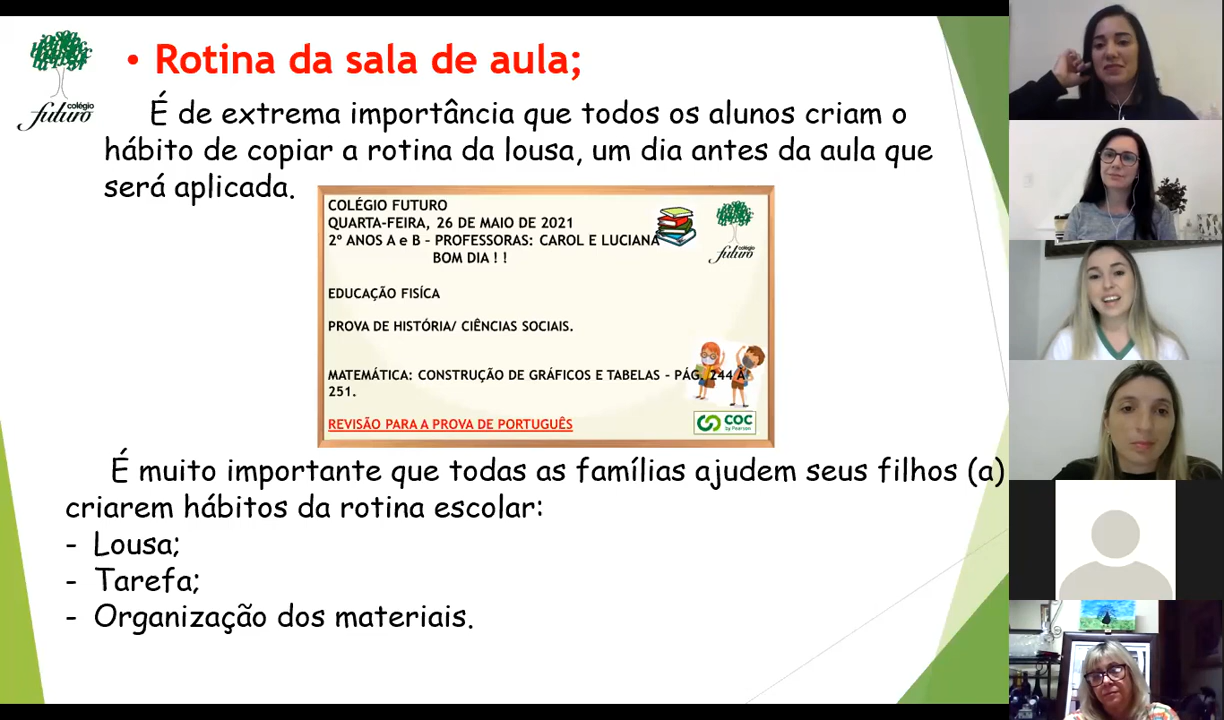 colégio
futuro
• Rotina da sala de aula;
É de extrema importância que todos os alunos criam o
hábito de copiar a rotina da lousa, um dia antes da aula que
será aplicada.
COLÉGIO FUTURO
QUARTA-FEIRA, 26 DE MAIO DE 2021
2º ANOS A e B – PROFESSORAS: CAROL E LUCIANA
BOM DIA ! !
colégio
futuro
EDUCAÇÃO FISÍCA
PROVA DE HISTÓRIA/ CIÊNCIAS SOCIAIS.
MATEMÁTICA: CONSTRUÇÃO DE GRÁFICOS E TABELAS – PÁG. 244 A
251.
REVISÃO PARA A PROVA DE PORTUGUÊS
COC
by Pearson
É muito importante que todas as famílias ajudem seus filhos (a)
criarem hábitos da rotina escolar:
- Lousa;
- Tarefa;
- Organização dos materiais.